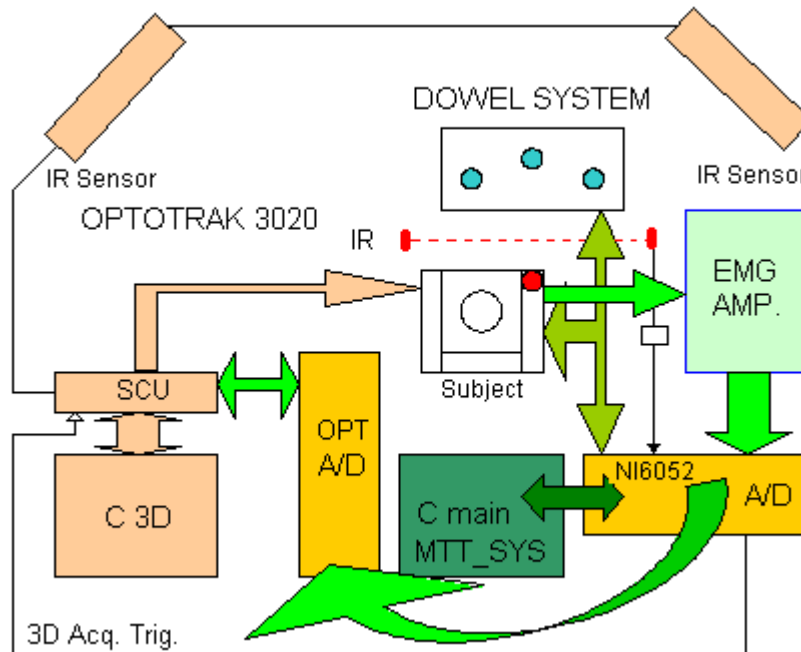 DOWEL SYSTEM
IR Sensor
IR Sensor
OPTOTRAK 3020
IR
EMG
AMP.
SCU
Subject
OPT
A/D
NI6052
A/D
C 3D
C main
MTT_SYS
3D Acq. Trig.